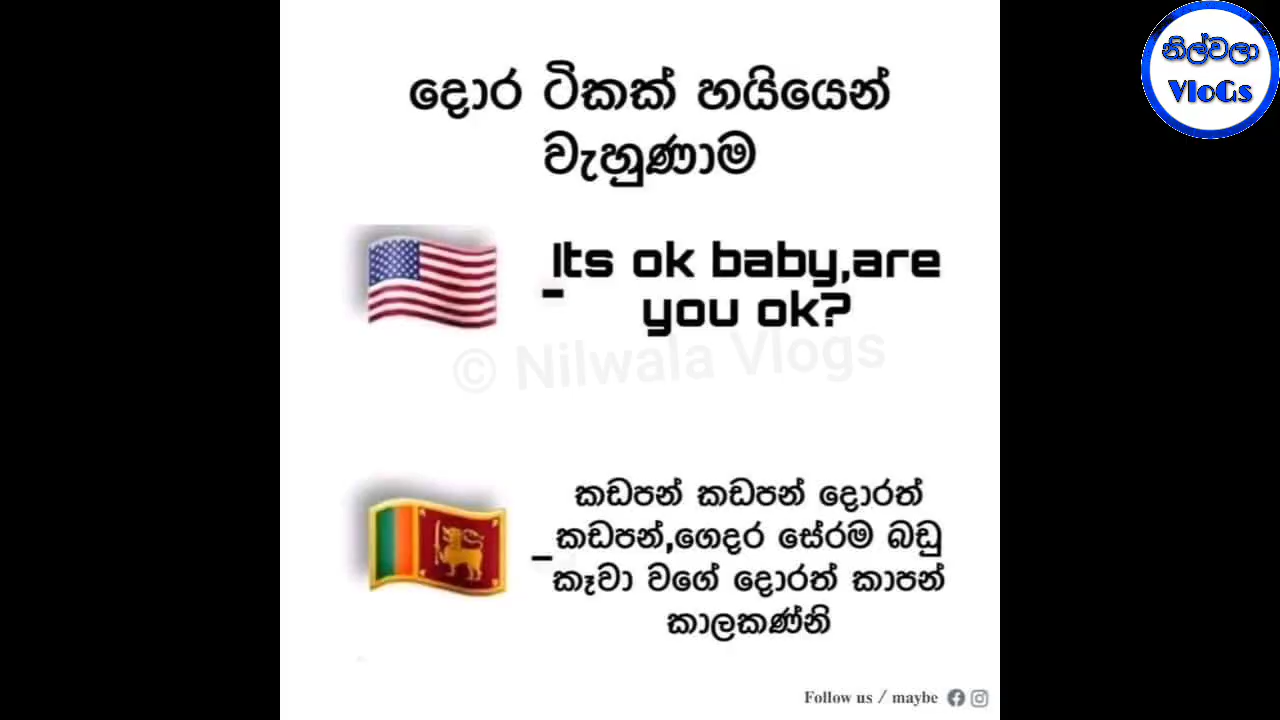 නිල්වලා
VloGs
දොර ටිකක් හයියෙන්
වැහුණාම
Its ok baby,are
- you ok?
© Nilwala Vlogs
කඩපන් කඩපන් දොරත්
කඩපන්,ගෙදර සේරම බඩු
- කෑවා වගේ දොරත් කාපන්
කාලකණ්නි
Follow us / maybe